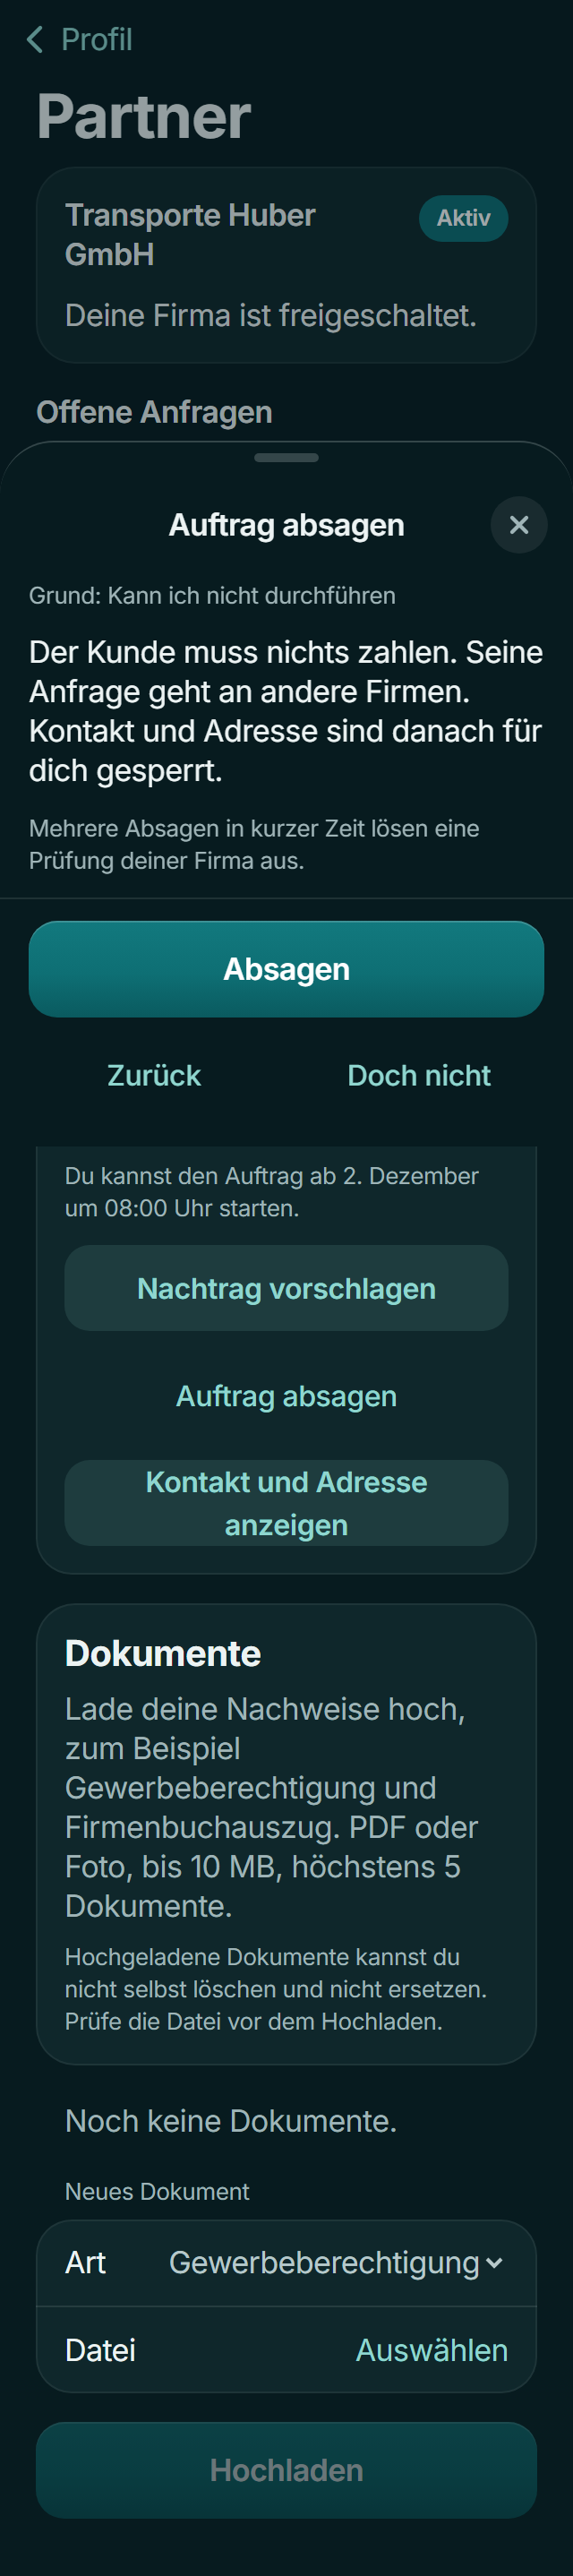 Profil
Partner
Transporte Huber
GmbH
Aktiv
Deine Firma ist freigeschaltet.
Offene Anfragen
Auftrag absagen
Grund: Kann ich nicht durchführen
Der Kunde muss nichts zahlen. Seine
Anfrage geht an andere Firmen.
Kontakt und Adresse sind danach für
dich gesperrt.
Mehrere Absagen in kurzer Zeit lösen eine
Prüfung deiner Firma aus.
Absagen
Zurück
Doch nicht
Du kannst den Auftrag ab 2. Dezember
um 08:00 Uhr starten.
Nachtrag vorschlagen
Auftrag absagen
Kontakt und Adresse
anzeigen
Dokumente
Lade deine Nachweise hoch,
zum Beispiel
Gewerbeberechtigung und
Firmenbuchauszug. PDF oder
Foto, bis 10 MB, höchstens 5
Dokumente.
Hochgeladene Dokumente kannst du
nicht selbst löschen und nicht ersetzen.
Prüfe die Datei vor dem Hochladen.
Noch keine Dokumente.
Neues Dokument
Art
Gewerbeberechtigung
Datei
Auswählen
Hochladen